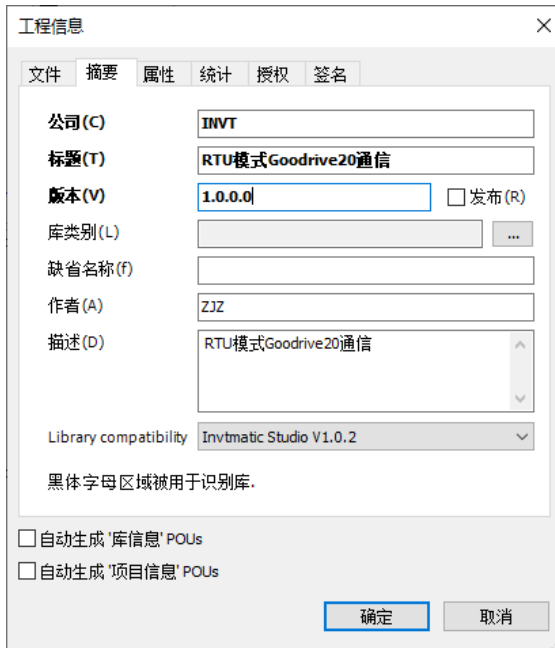 工程信息
文件 摘要 属性 统计 授权 签名
公司(C) INVT
标题(T) RTU模式Goodrive20通信
版本(V) 1.0.0.0 发布(R)
库类别(L) ...
缺省名称(f)
作者(A) ZJZ
描述(D) RTU模式Goodrive20通信
Library compatibility Invtmatic Studio V1.0.2
黑体字母区域被用于识别库.
自动生成'库信息' POUs
自动生成'项目信息' POUs
确定 取消